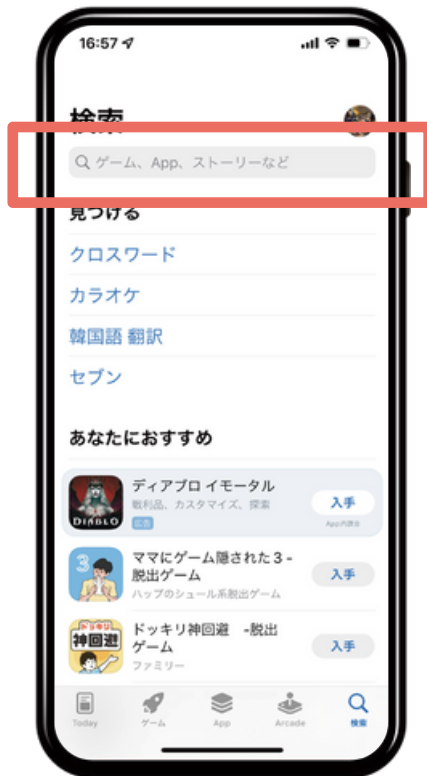 16:57
検索
ゲーム、App、ストーリーなど
見つける
クロスワード
カラオケ
韓国語 翻訳
セブン
あなたにおすすめ
ディアブロ イモータル
戦利品、カスタマイズ、探索
広告
入手
App内課金
DIABLO
3
ママにゲーム隠された 3 -
脱出ゲーム
ハップのシュール系脱出ゲーム
入手
ドッキリ
神回避
ドッキリ神回避 -脱出
ゲーム
ファミリー
入手
Today
ゲーム
App
Arcade
検索